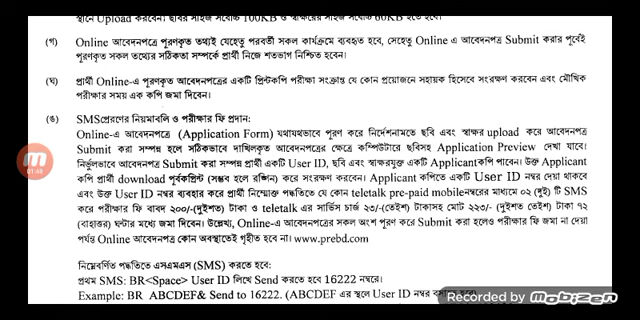 স্থানে Upload করবেন। ছবির সাইজ সর্বোচ্চ 100KB ও স্বাক্ষরের সাইজ সর্বোচ্চ 60KB হতে হবে।
(গ) Online আবেদনপত্রে পূরণকৃত তথ্যই যেহেতু পরবর্তী সকল কার্যক্রমে ব্যবহৃত হবে, সেহেতু Online এ আবেদনপত্র Submit করার পূর্বেই
পূরণকৃত সকল তথ্যের সঠিকতা সম্পর্কে প্রার্থী নিজে শতভাগ নিশ্চিত হবেন।
(ঘ) প্রার্থী Online-এ পূরণকৃত আবেদনপত্রের একটি প্রিন্টকপি পরীক্ষা সংক্রান্ত যে কোন প্রয়োজনে সহায়ক হিসেবে সংরক্ষণ করবেন এবং মৌখিক
পরীক্ষার সময় এক কপি জমা দিবেন।
(ঙ) SMSপ্রেরণের নিয়মাবলি ও পরীক্ষার ফি প্রদান:
Online-এ আবেদনপত্রে (Application Form) যথাযথভাবে পূরণ করে নির্দেশনামতে ছবি এবং স্বাক্ষর upload করে আবেদনপত্র
Submit করা সম্পন্ন হলে সঠিকভাবে দাখিলকৃত আবেদনপত্রের ক্ষেত্রে কম্পিউটারে ছবিসহ Application Preview দেখা যাবে।
নির্ভুলভাবে আবেদনপত্র Submit করা সম্পন্ন প্রার্থী একটি User ID, ছবি এবং স্বাক্ষরযুক্ত একটি Applicantকপি পাবেন। উক্ত Applicant
কপি প্রার্থী download পূর্বকপ্রিন্ট (সম্ভব হলে রঙ্গিন) করে সংরক্ষণ করবেন। Applicant কপিতে একটি User ID নম্বর দেয়া থাকবে
এবং উক্ত User ID নম্বর ব্যবহার করে প্রার্থী নিম্নোক্ত পদ্ধতিতে যে কোন teletalk pre-paid mobileনম্বরের মাধ্যমে ০২ (দুই) টি SMS
করে পরীক্ষার ফি বাবদ ২০০/-(দুইশত) টাকা ও teletalk এর সার্ভিস চার্জ ২৩/-(তেইশ) টাকাসহ মোট ২২৩/- (দুইশত তেইশ) টাকা ৭২
(বাহাত্তর) ঘন্টার মধ্যে জমা দিবেন। উল্লেখ্য, Online-এ আবেদনপত্রের সকল অংশ পূরণ করে Submit করা হলেও পরীক্ষার ফি জমা না দেয়া
পর্যন্ত Online আবেদনপত্র কোন অবস্থাতেই গৃহীত হবে না। www.prebd.com
নিম্নেবর্ণিত পদ্ধতিতে এসএমএস (SMS) করতে হবে:
প্রথম SMS: BR<Space> User ID লিখে Send করতে হবে 16222 নম্বরে।
Example: BR ABCDEF& Send to 16222. (ABCDEF এর স্থলে User ID নম্বর বসাতে হবে)
01:48
Recorded by Mobizen